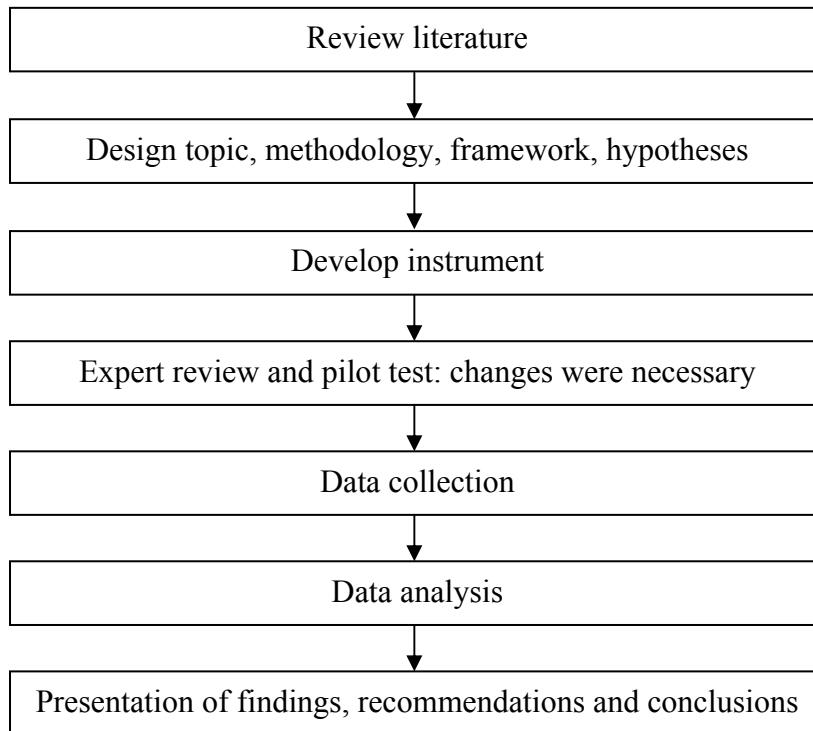 Review literature
Design topic, methodology, framework, hypotheses
Develop instrument
Expert review and pilot test: changes were necessary
Data collection
Data analysis
Presentation of findings, recommendations and conclusions